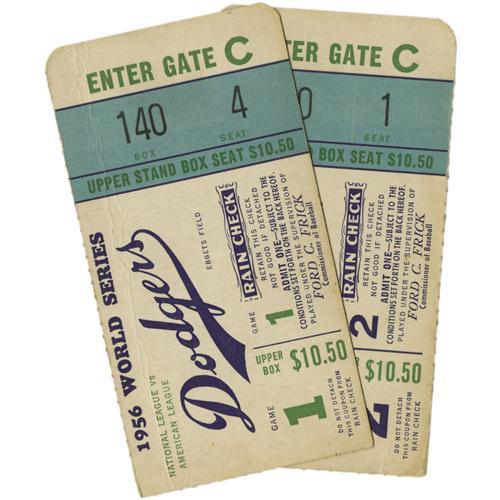 ENTER GATE C
140 4
BOX SEAT
UPPER STAND BOX SEAT $10.50
1956 WORLD SERIES
NATIONAL LEAGUE VS
AMERICAN LEAGUE
Dodgers
EBBETS FIELD
RAIN CHECK
RETAIN THIS CHECK
NOT GOOD IF DETACHED
ADMIT ONE—SUBJECT TO THE
CONDITIONS SET FORTH ON THE BACK HEREOF.
PLAYED UNDER THE SUPERVISION OF
FORD C. FRICK
Commissioner of Baseball
GAME 1
UPPER
BOX $10.50
GAME 1
DO NOT DETACH
THIS COUPON FROM
RAIN CHECK
ENTER GATE C
0 1
SEAT
BOX SEAT $10.50
RAIN CHECK
RETAIN THIS CHECK
NOT GOOD IF DETACHED
ADMIT ONE—SUBJECT TO THE
CONDITIONS SET FORTH ON THE BACK HEREOF.
PLAYED UNDER THE SUPERVISION OF
FORD C. FRICK
Commissioner of Baseball
2
$10.50
2
DO NOT DETACH
THIS COUPON FROM
RAIN CHECK